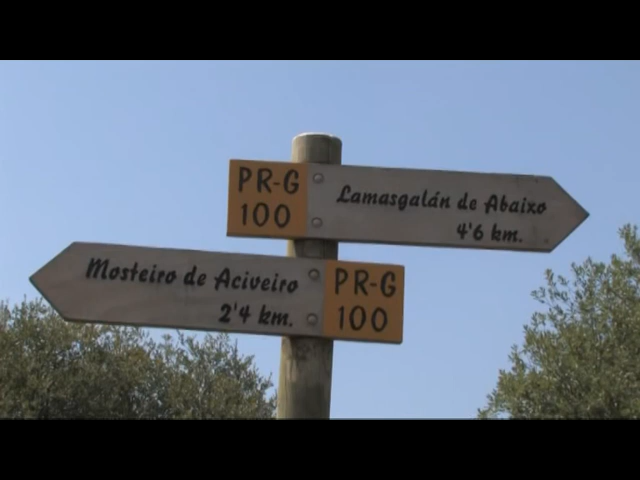 PR-G
100
Lamasgalán de Abaixo
4'6 km.
Mosteiro de Aciveiro
2'4 km.
PR-G
100